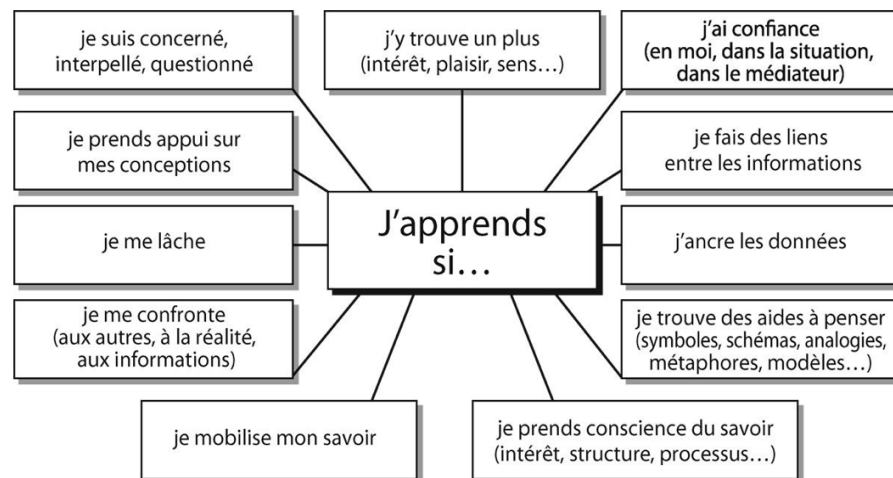 je suis concerné,
interpellé, questionné
j'y trouve un plus
(intérêt, plaisir, sens…)
j'ai confiance
(en moi, dans la situation,
dans le médiateur)
je prends appui sur
mes conceptions
je fais des liens
entre les informations
J'apprends
si…
je me lâche
j'ancre les données
je me confronte
(aux autres, à la réalité,
aux informations)
je trouve des aides à penser
(symboles, schémas, analogies,
métaphores, modèles…)
je mobilise mon savoir
je prends conscience du savoir
(intérêt, structure, processus…)